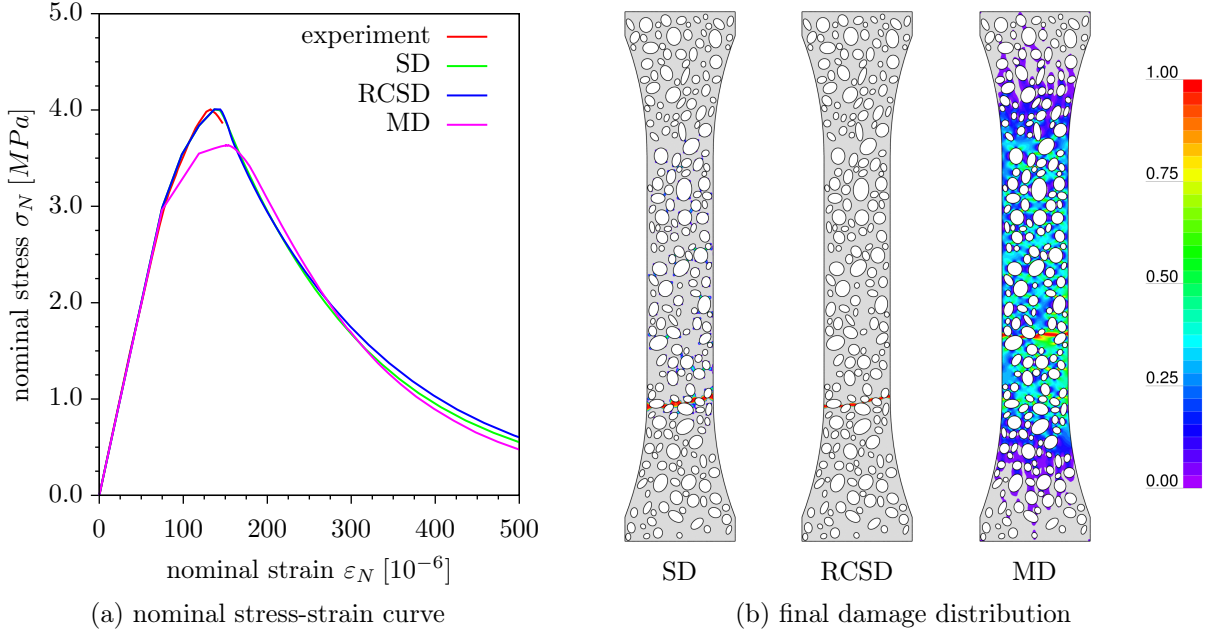 5.0
4.0
3.0
2.0
1.0
0.0
nominal stress σ_N [MPa]
experiment
SD
RCSD
MD
0
100
200
300
400
500
nominal strain ε_N [10^{-6}]
(a) nominal stress-strain curve
1.00
0.75
0.50
0.25
0.00
SD
RCSD
MD
(b) final damage distribution